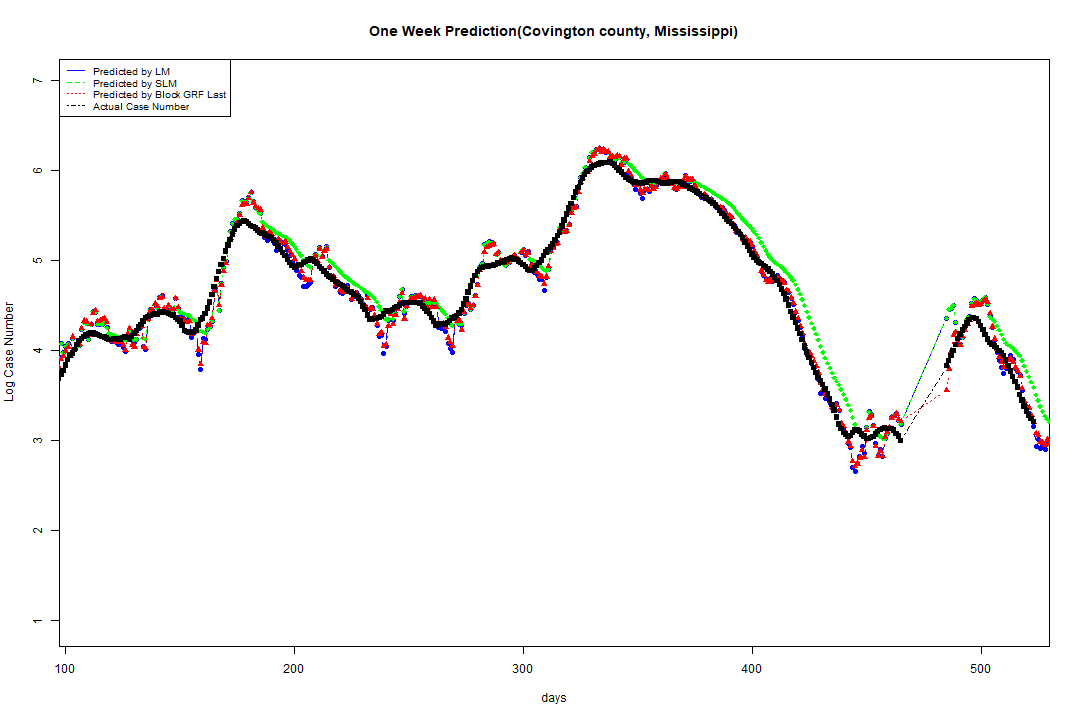 One Week Prediction(Covington county, Mississippi)
Predicted by LM
Predicted by SLM
Predicted by Block GRF Last
Actual Case Number
7
6
5
4
3
2
1
Log Case Number
100 200 300 400 500
days